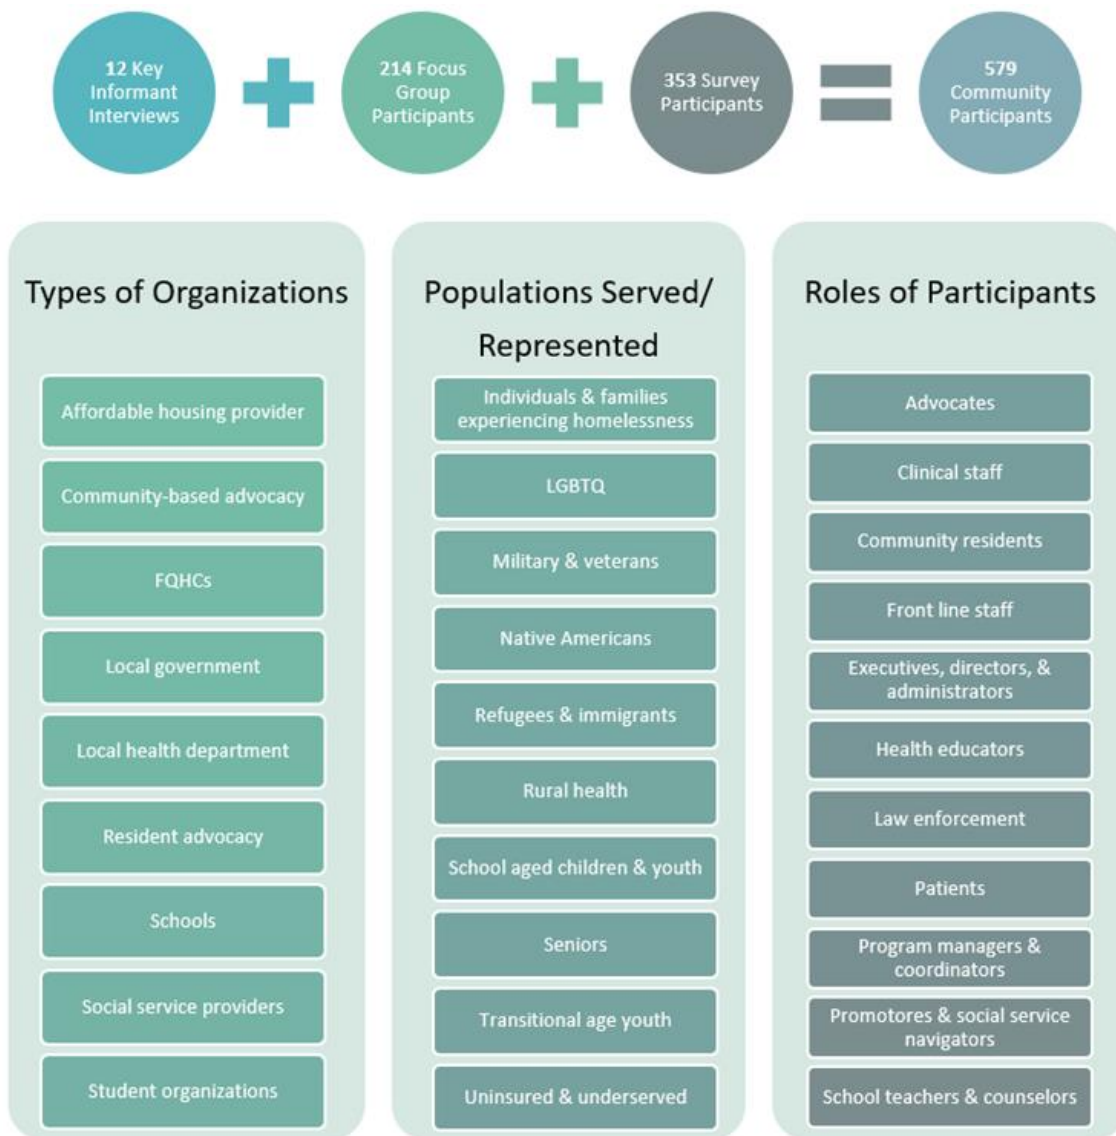 12 Key
Informant
Interviews
214 Focus
Group
Participants
353 Survey
Participants
579
Community
Participants
Types of Organizations
Affordable housing provider
Community-based advocacy
FQHCs
Local government
Local health department
Resident advocacy
Schools
Social service providers
Student organizations
Populations Served/
Represented
Individuals & families
experiencing homelessness
LGBTQ
Military & veterans
Native Americans
Refugees & immigrants
Rural health
School aged children & youth
Seniors
Transitional age youth
Uninsured & underserved
Roles of Participants
Advocates
Clinical staff
Community residents
Front line staff
Executives, directors, &
administrators
Health educators
Law enforcement
Patients
Program managers &
coordinators
Promotores & social service
navigators
School teachers & counselors